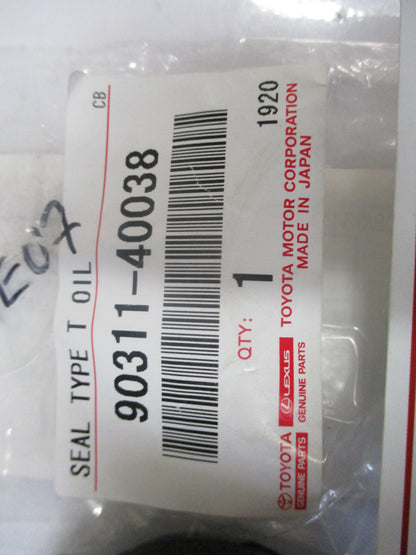 E07
CB
SEAL TYPE T OIL
90311-40038
QTY: 1
1920
TOYOTA
GENUINE PARTS
LEXUS
GENUINE PARTS
TOYOTA MOTOR CORPORATION
MADE IN JAPAN